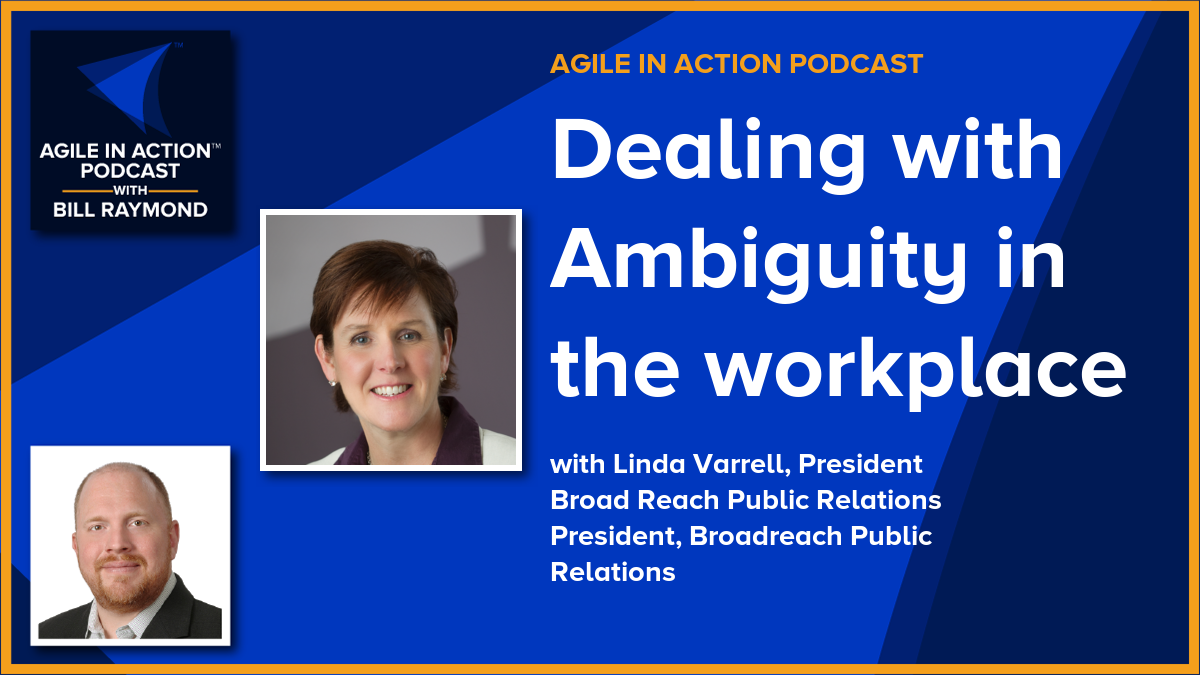 AGILE IN ACTION™
PODCAST
WITH
BILL RAYMOND
AGILE IN ACTION PODCAST
Dealing with
Ambiguity in
the workplace
with Linda Varrell, President
Broad Reach Public Relations
President, Broadreach Public
Relations